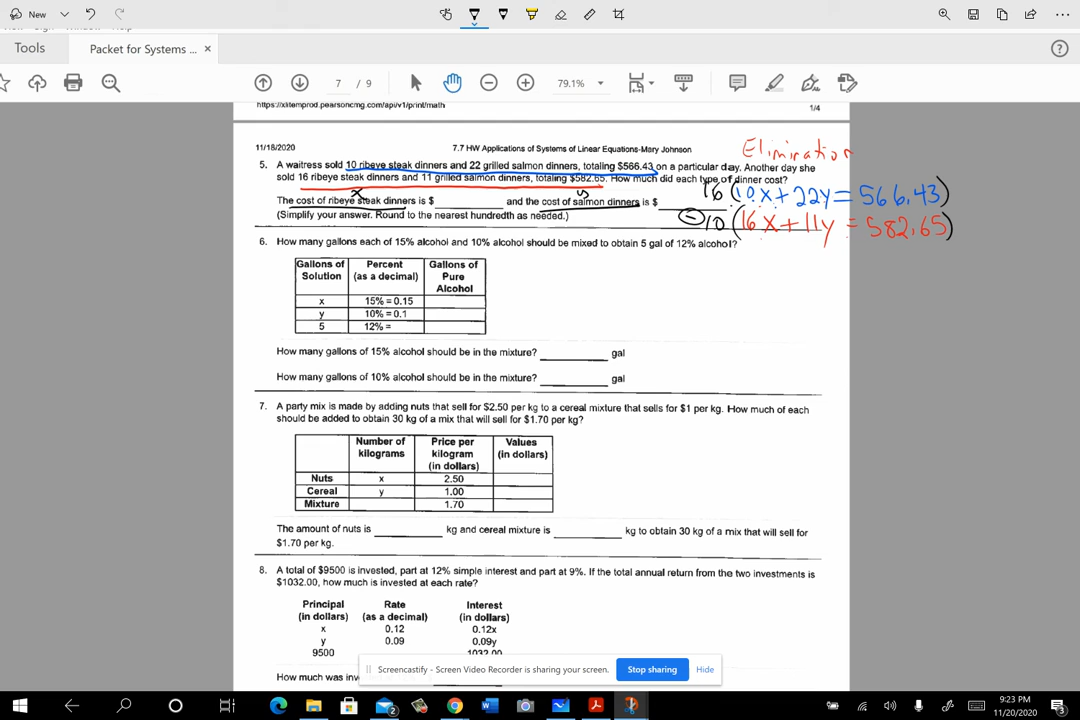 New
Tools
Packet for Systems ... ×
7 / 9
79.1%
https://xlitemprod.pearsoncmg.com/api/v1/print/math
1/4
11/18/2020
7.7 HW Applications of Systems of Linear Equations-Mary Johnson
Elimination
5. A waitress sold 10 ribeye steak dinners and 22 grilled salmon dinners, totaling $566.43 on a particular day. Another day she
sold 16 ribeye steak dinners and 11 grilled salmon dinners, totaling $582.65. How much did each type of dinner cost?
x y
16 (10x+22y = 566.43)
The cost of ribeye steak dinners is $ and the cost of salmon dinners is $
(Simplify your answer. Round to the nearest hundredth as needed.)
-10 (16x+11y = 582.65)
6. How many gallons each of 15% alcohol and 10% alcohol should be mixed to obtain 5 gal of 12% alcohol?
Gallons of Percent Gallons of
Solution (as a decimal) Pure
Alcohol
x 15% = 0.15
y 10% = 0.1
5 12% =
How many gallons of 15% alcohol should be in the mixture? gal
How many gallons of 10% alcohol should be in the mixture? gal
7. A party mix is made by adding nuts that sell for $2.50 per kg to a cereal mixture that sells for $1 per kg. How much of each
should be added to obtain 30 kg of a mix that will sell for $1.70 per kg?
Number of Price per Values
kilograms kilogram (in dollars)
(in dollars)
Nuts x 2.50
Cereal y 1.00
Mixture 1.70
The amount of nuts is kg and cereal mixture is kg to obtain 30 kg of a mix that will sell for
$1.70 per kg.
8. A total of $9500 is invested, part at 12% simple interest and part at 9%. If the total annual return from the two investments is
$1032.00, how much is invested at each rate?
Principal Rate Interest
(in dollars) (as a decimal) (in dollars)
x 0.12 0.12x
y 0.09 0.09y
9500 1032.00
How much was inv
Screencastify - Screen Video Recorder is sharing your screen. Stop sharing Hide
9:23 PM
11/20/2020